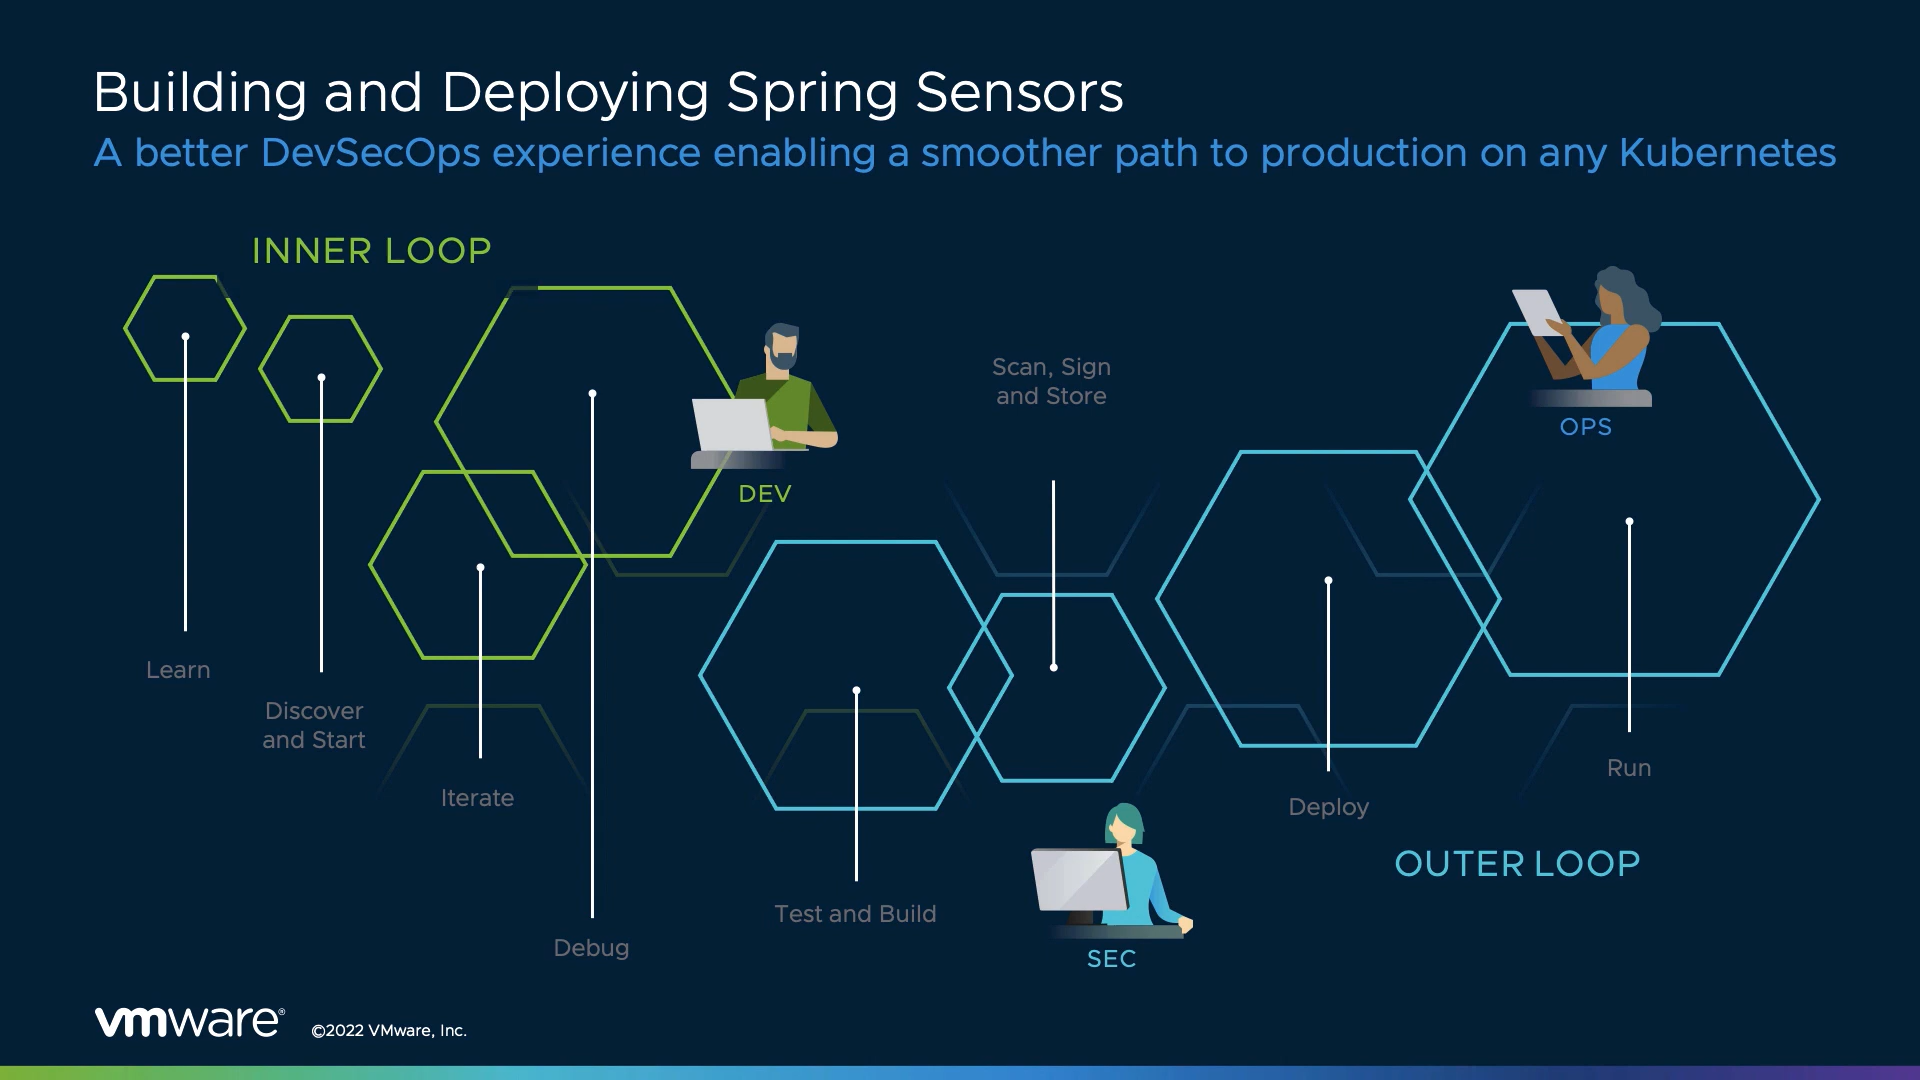 Building and Deploying Spring Sensors
A better DevSecOps experience enabling a smoother path to production on any Kubernetes
INNER LOOP
DEV
Scan, Sign
and Store
OPS
Learn
Discover
and Start
Iterate
Debug
Test and Build
SEC
Deploy
Run
OUTER LOOP
vmware®
©2022 VMware, Inc.